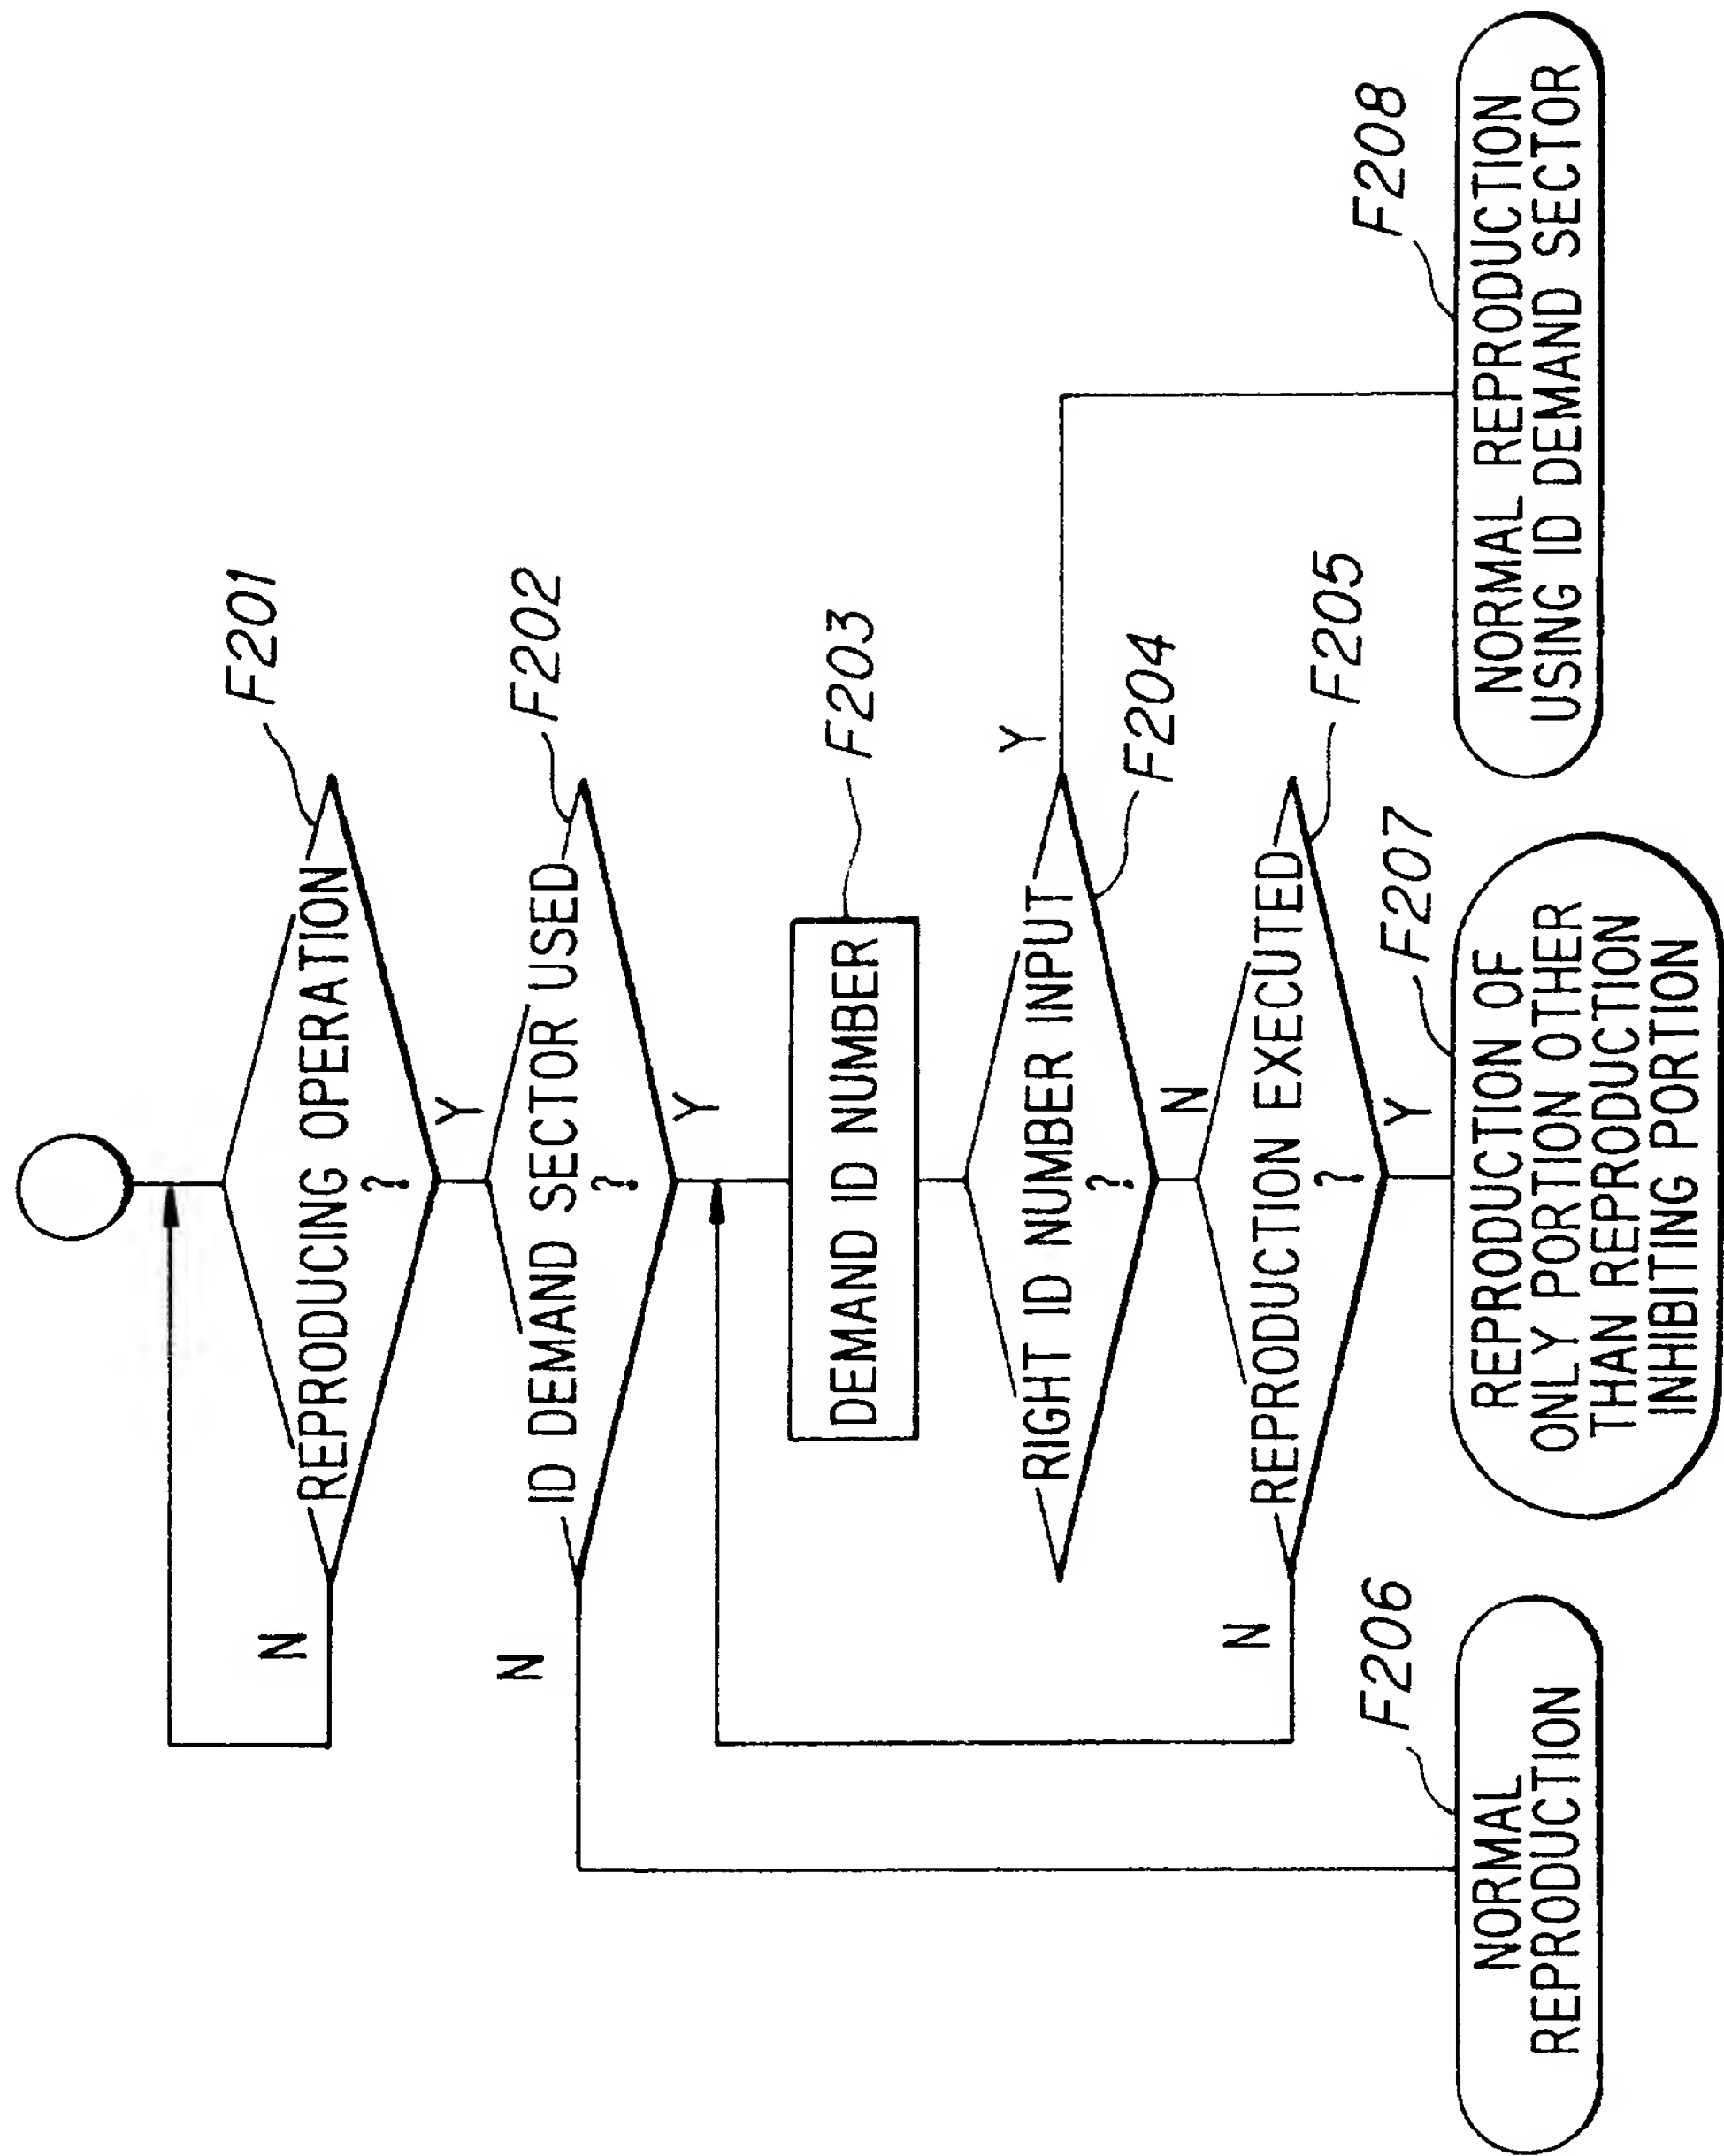 F201
REPRODUCING OPERATION
?
N
Y
F202
ID DEMAND SECTOR USED
?
N
Y
F203
DEMAND ID NUMBER
RIGHT ID NUMBER INPUT
?
Y
F204
N
REPRODUCTION EXECUTED
?
F205
N
Y
F206
NORMAL
REPRODUCTION
F207
REPRODUCTION OF
ONLY PORTION OTHER
THAN REPRODUCTION
INHIBITING PORTION
F208
NORMAL REPRODUCTION
USING ID DEMAND SECTOR